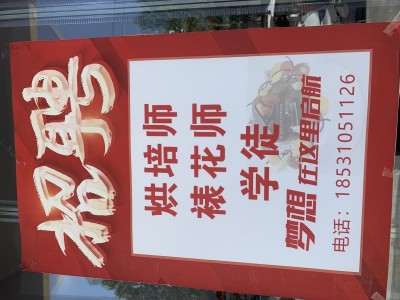 招聘
烘培师
裱花师
学徒
梦想 在这里启航
电话：18531051126